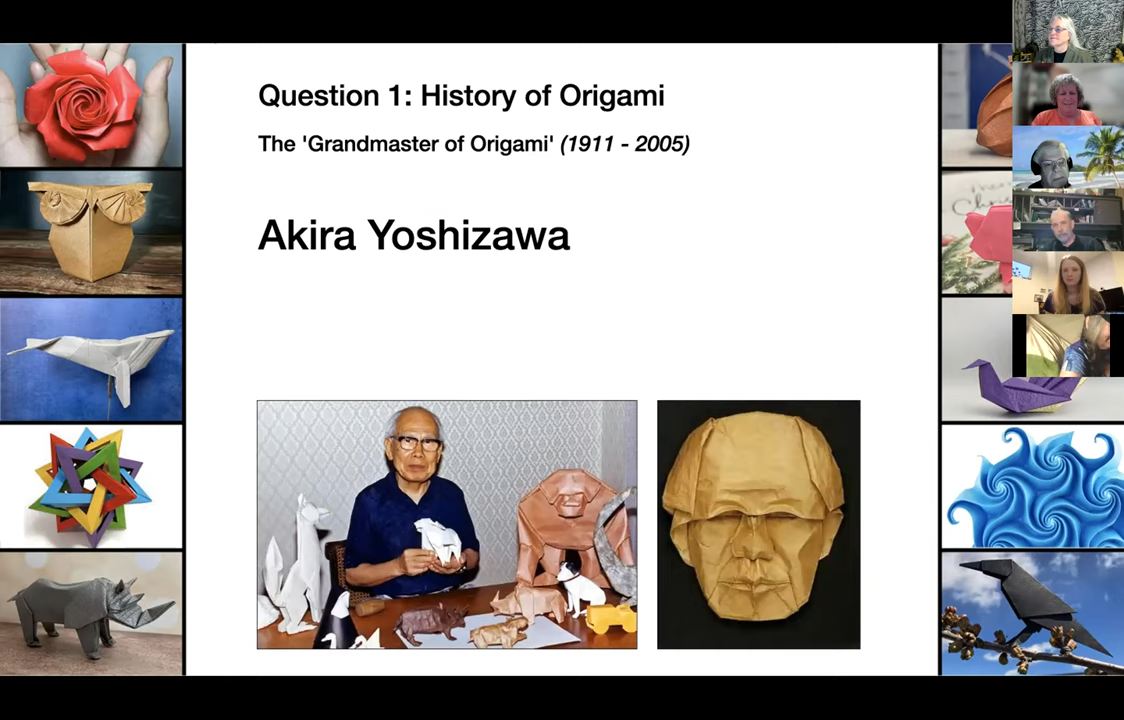 Question 1: History of Origami
The 'Grandmaster of Origami' (1911 - 2005)
Akira Yoshizawa